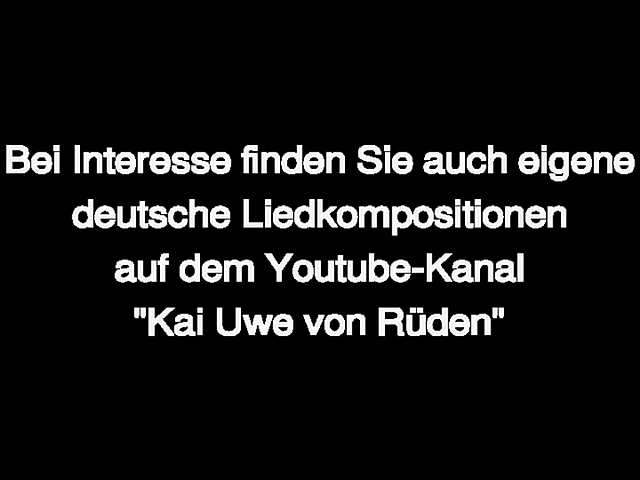 Bei Interesse finden Sie auch eigene
deutsche Liedkompositionen
auf dem Youtube-Kanal
"Kai Uwe von Rüden"